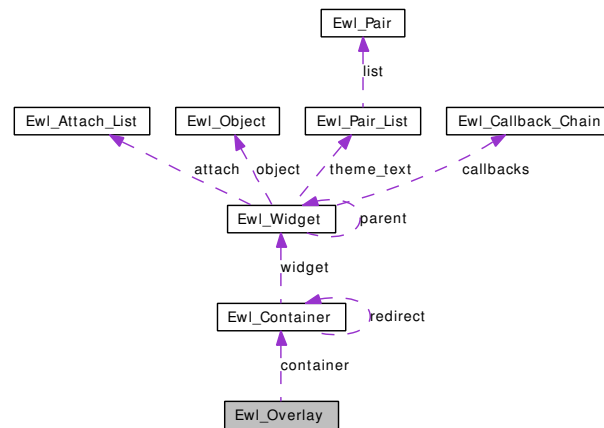 Ewl_Pair
list
Ewl_Attach_List
Ewl_Object
Ewl_Pair_List
Ewl_Callback_Chain
attach
object
theme_text
callbacks
Ewl_Widget
parent
widget
Ewl_Container
redirect
container
Ewl_Overlay